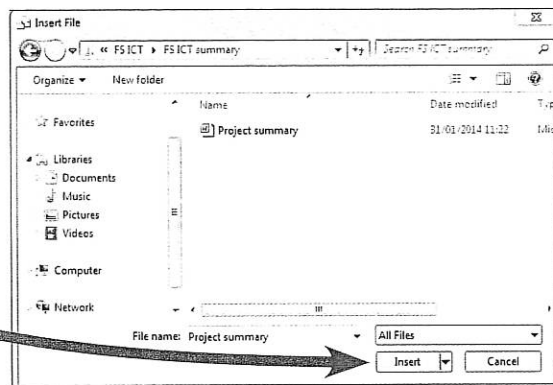 Insert File
« FS ICT ▸ FS ICT summary
Search FS ICT summary
Organize New folder
Name Date modified Typ
Favorites
Project summary 31/01/2014 11:22 Mic
Libraries
Documents
Music
Pictures
Videos
Computer
Network
File name: Project summary All Files
Insert Cancel